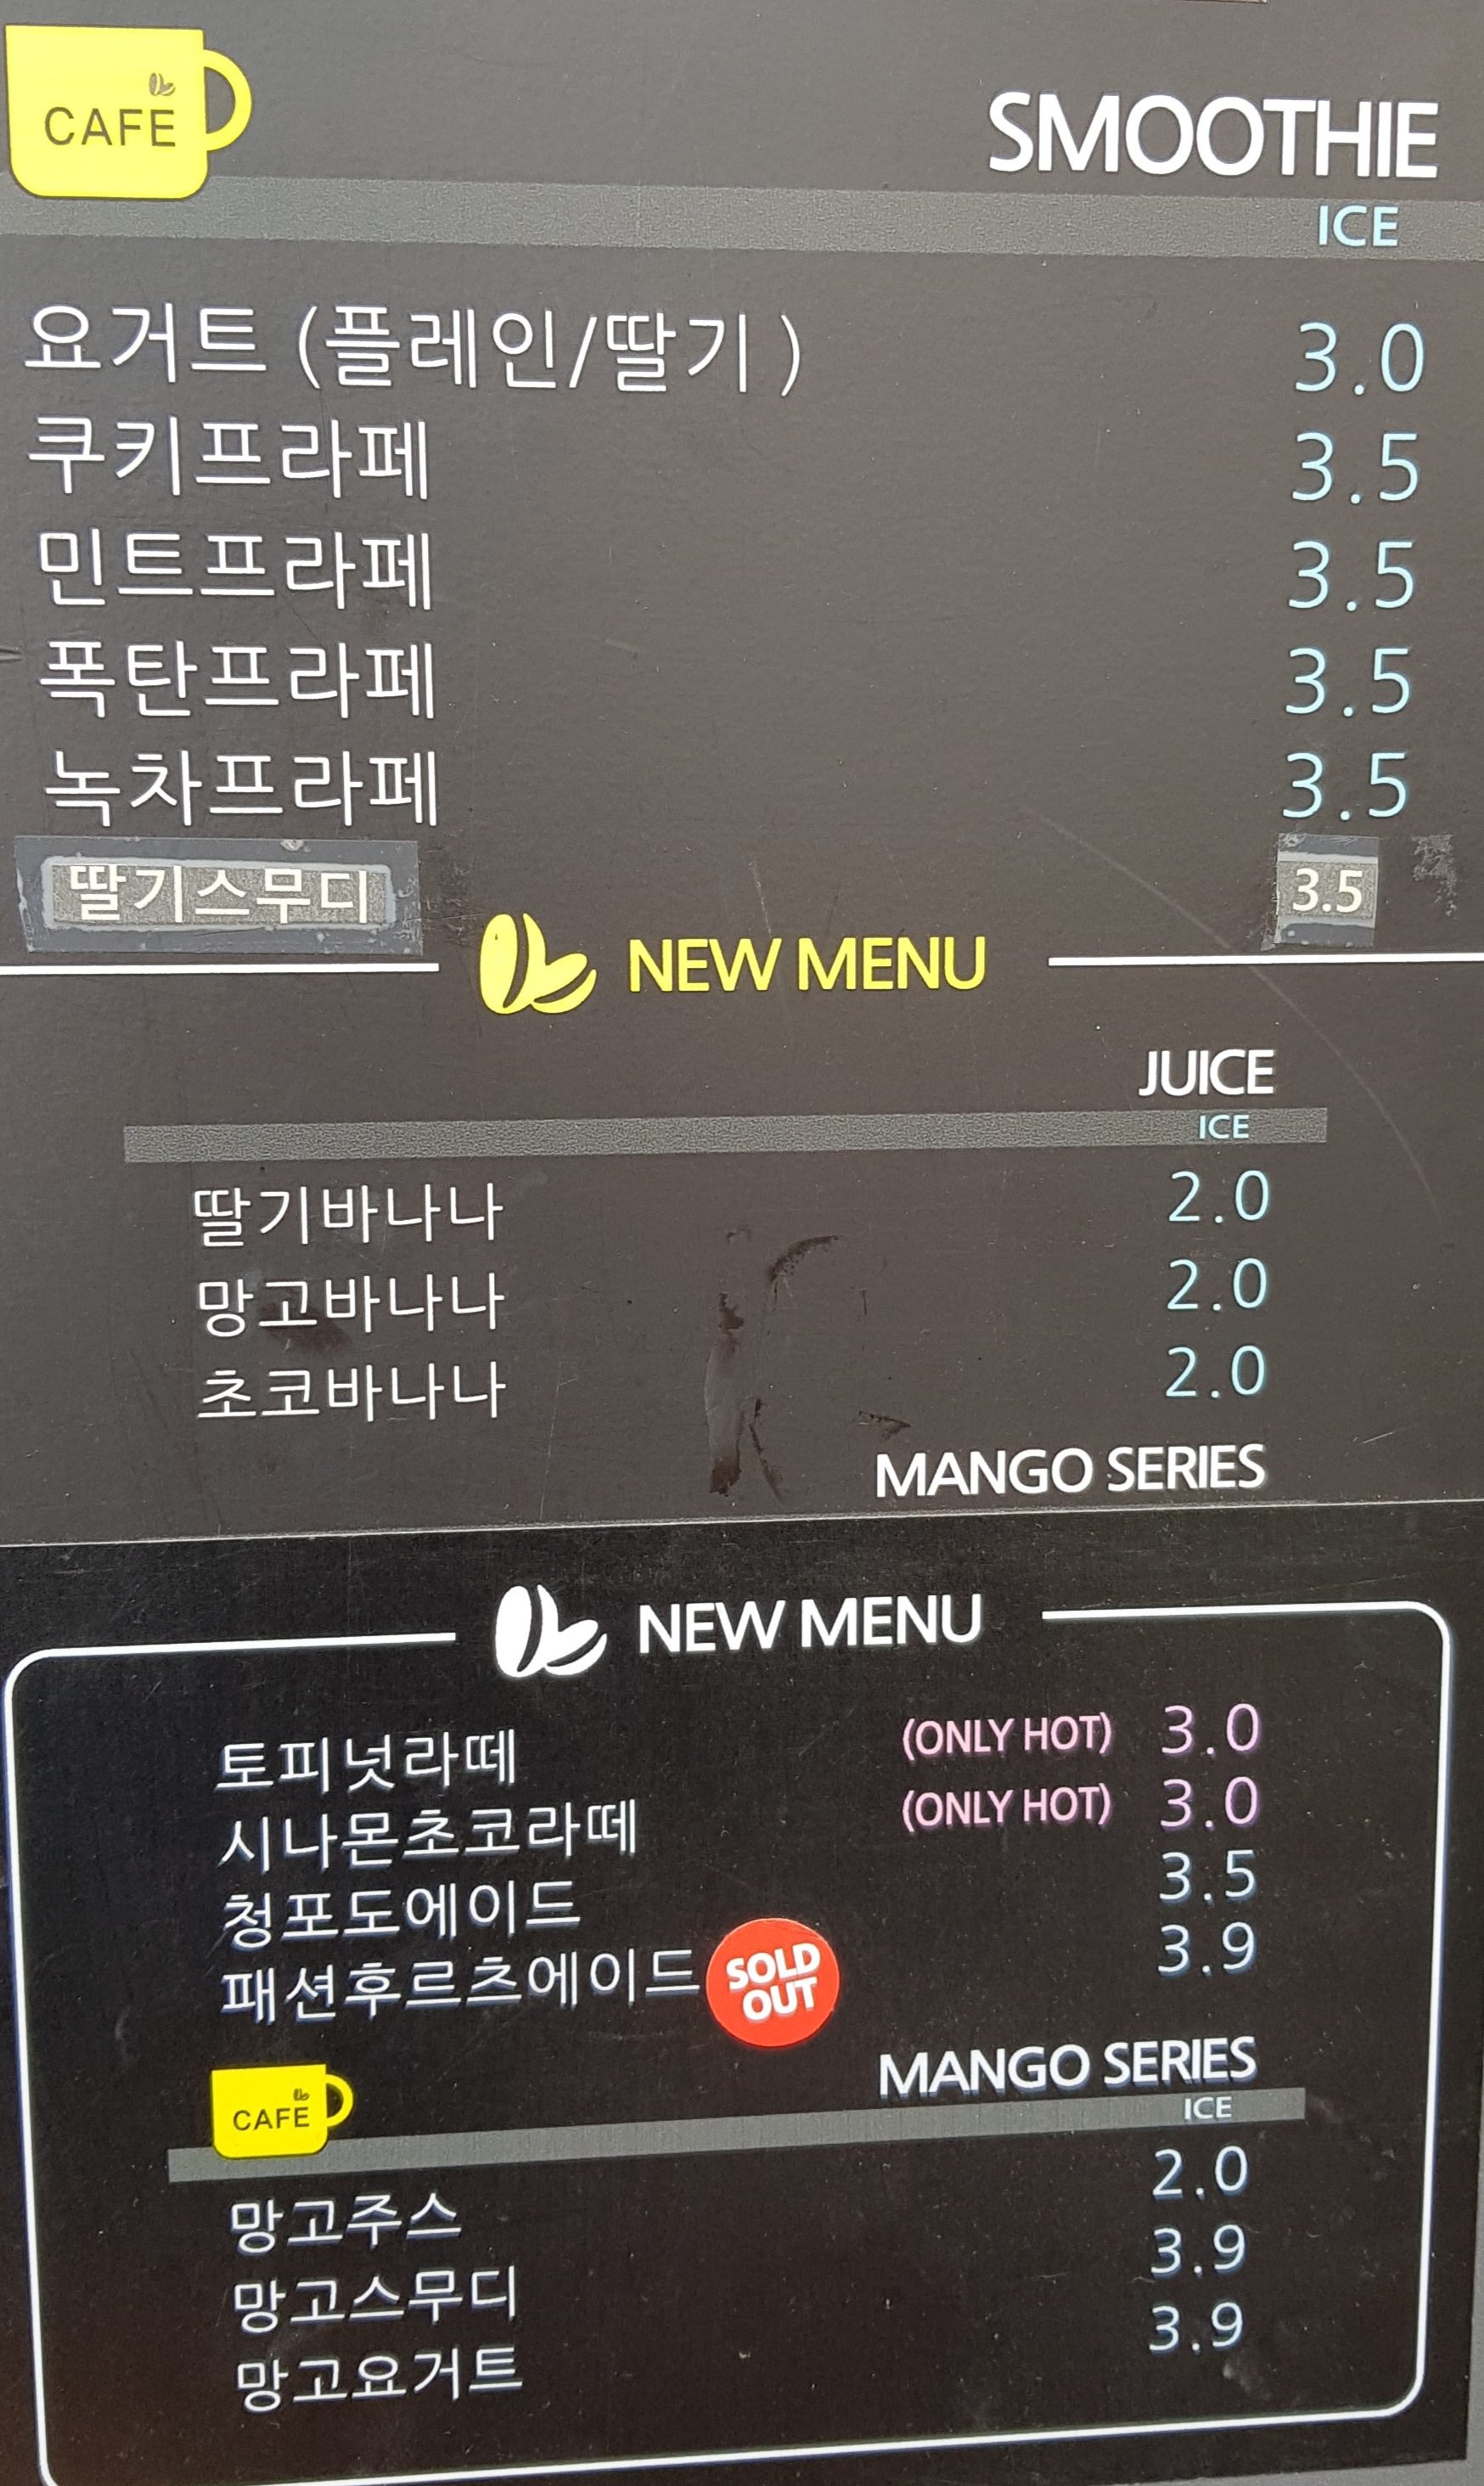 CAFE
SMOOTHIE
ICE
요거트 (플레인/딸기 ) 3.0
쿠키프라페 3.5
민트프라페 3.5
폭탄프라페 3.5
녹차프라페 3.5
딸기스무디 3.5
NEW MENU
JUICE
ICE
딸기바나나 2.0
망고바나나 2.0
초코바나나 2.0
MANGO SERIES
NEW MENU
토피넛라떼 (ONLY HOT) 3.0
시나몬초코라떼 (ONLY HOT) 3.0
청포도에이드 3.5
패션후르츠에이드 SOLD OUT 3.9
MANGO SERIES
CAFE
ICE
망고주스 2.0
망고스무디 3.9
망고요거트 3.9